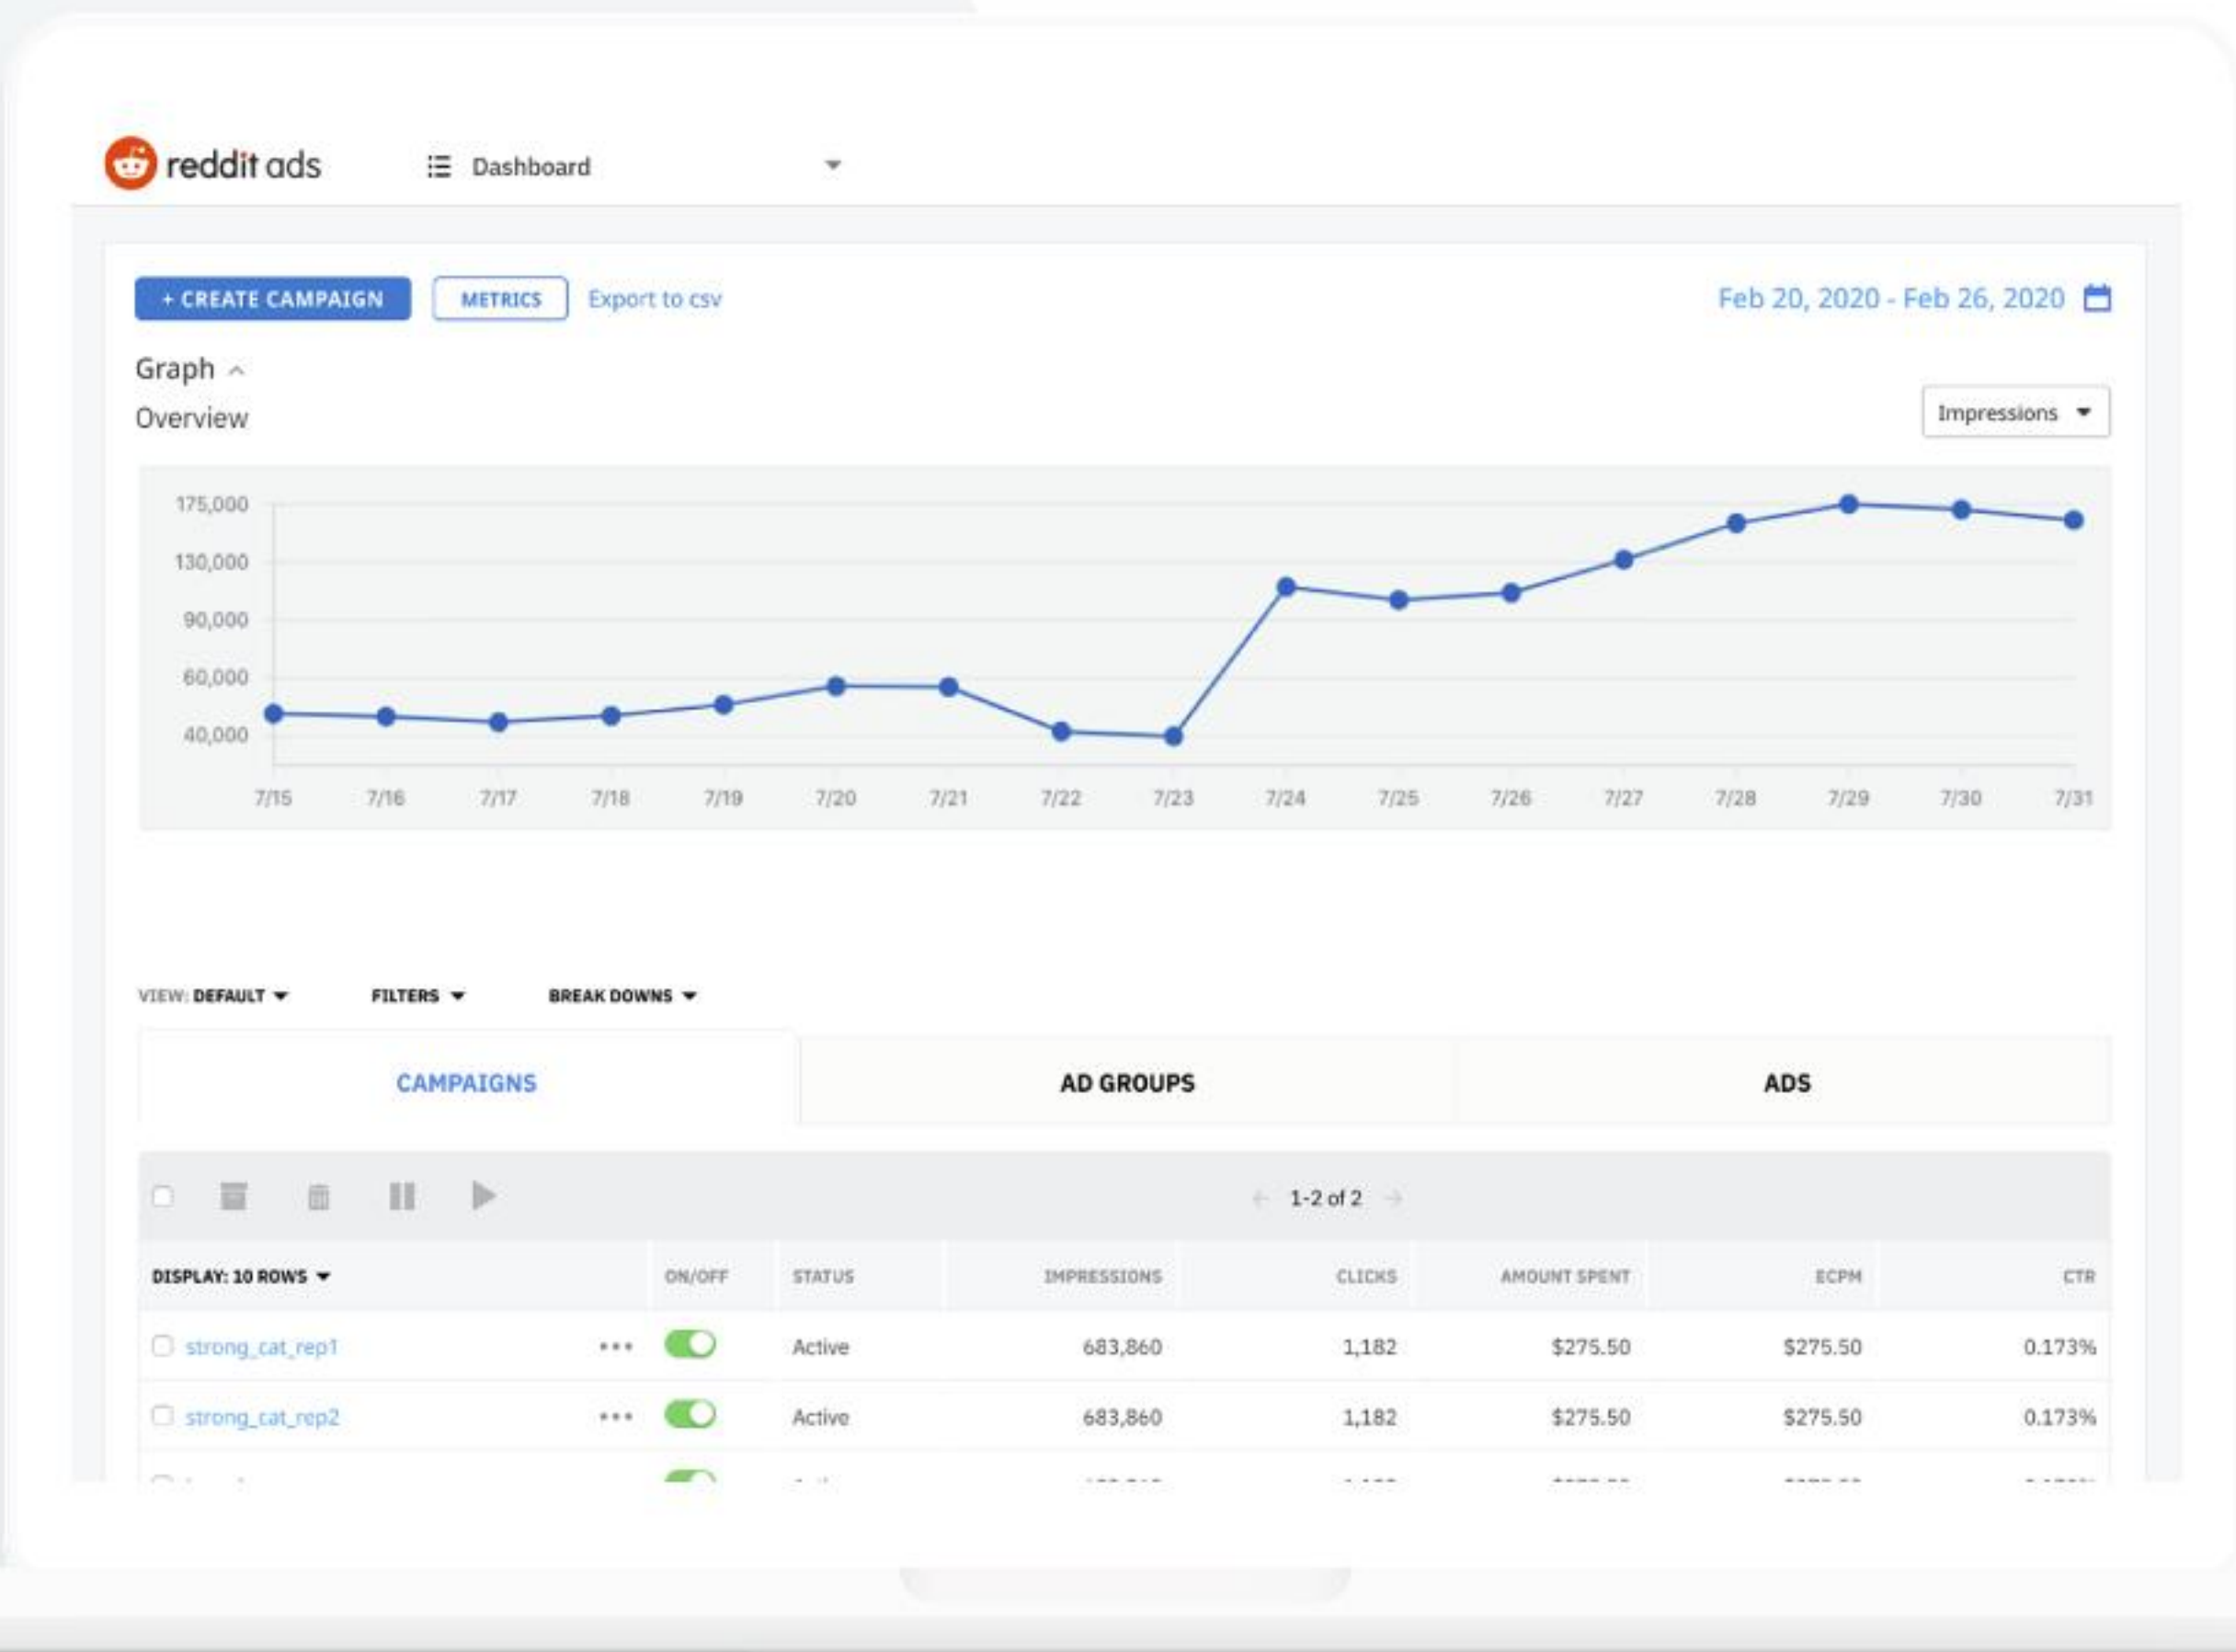 reddit ads Dashboard
+ CREATE CAMPAIGN METRICS Export to csv Feb 20, 2020 - Feb 26, 2020
Graph
Overview Impressions
175,000
130,000
90,000
60,000
40,000
7/15 7/16 7/17 7/18 7/19 7/20 7/21 7/22 7/23 7/24 7/25 7/26 7/27 7/28 7/29 7/30 7/31
VIEW: DEFAULT FILTERS BREAK DOWNS
CAMPAIGNS AD GROUPS ADS
1-2 of 2
DISPLAY: 10 ROWS ON/OFF STATUS IMPRESSIONS CLICKS AMOUNT SPENT ECPM CTR
strong_cat_rep1 Active 683,860 1,182 $275.50 $275.50 0.173%
strong_cat_rep2 Active 683,860 1,182 $275.50 $275.50 0.173%